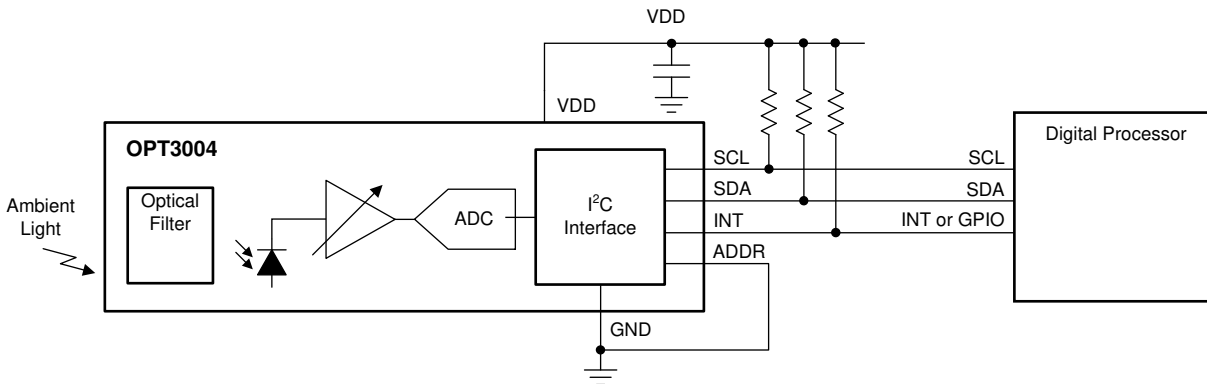 VDD
VDD
OPT3004
Digital Processor
Ambient
Light
Optical
Filter
ADC
I²C
Interface
SCL
SCL
SDA
SDA
INT
INT or GPIO
ADDR
GND